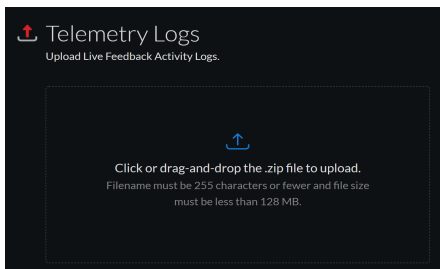 Telemetry Logs
Upload Live Feedback Activity Logs.
Click or drag-and-drop the .zip file to upload.
Filename must be 255 characters or fewer and file size
must be less than 128 MB.